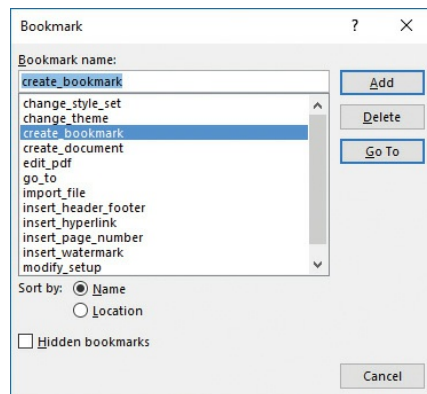 Bookmark ? ×
Bookmark name:
create_bookmark
Add
change_style_set
change_theme
create_bookmark
create_document
edit_pdf
go_to
import_file
insert_header_footer
insert_hyperlink
insert_page_number
insert_watermark
modify_setup
Delete
Go To
Sort by: Name
Location
Hidden bookmarks
Cancel